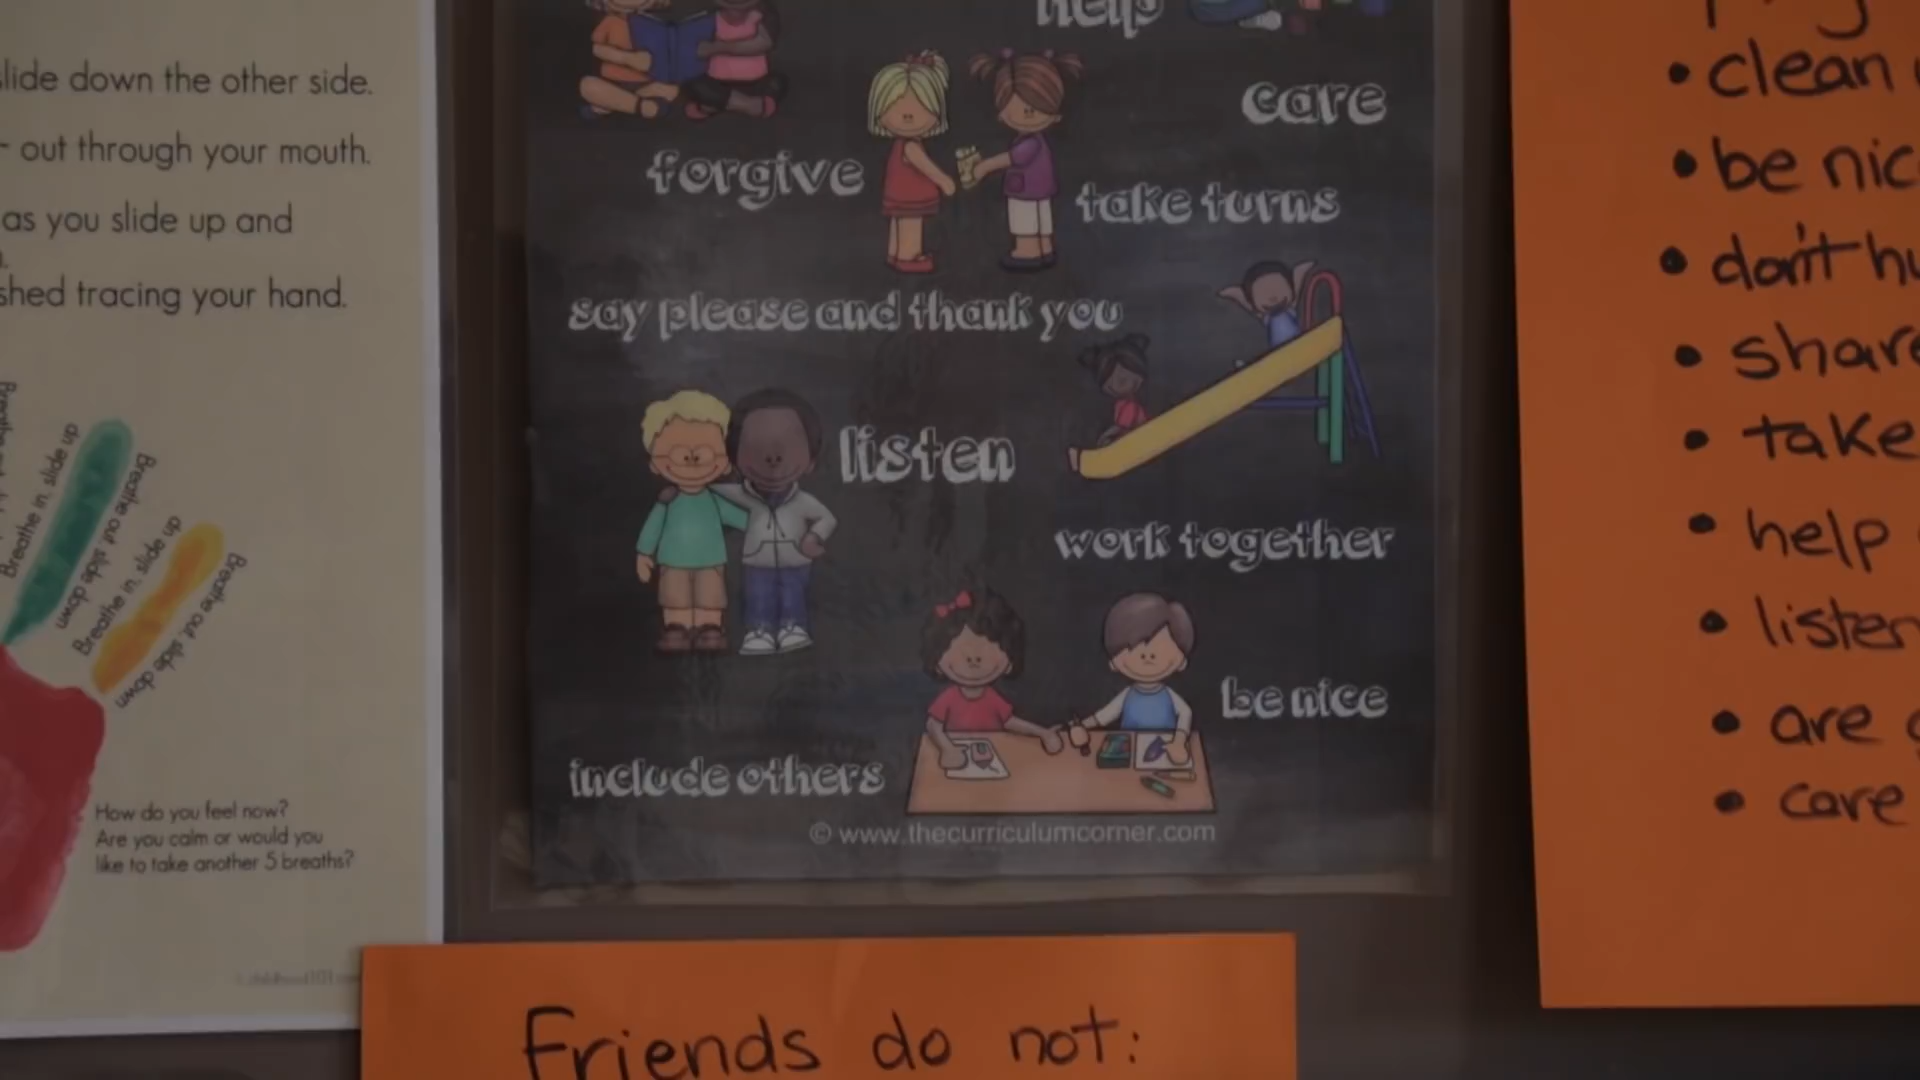 slide down the other side.
- out through your mouth.
as you slide up and
tracing your hand.
Breathe in, slide up
Breathe out, slide down
Breathe in, slide up
Breathe out, slide down
How do you feel now?
Are you calm or would you
like to take another 5 breaths?
help
care
forgive
take turns
say please and thank you
listen
work together
be nice
include others
© www.thecurriculumcorner.com
Friends do not:
• clean
• be
• don't
• share
• take
• help
• listen
• are
• care